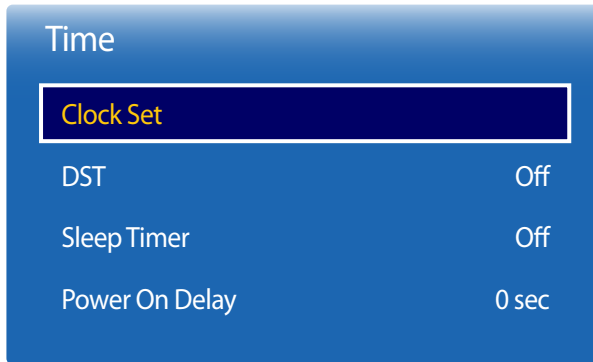 Time
Clock Set
DST Off
Sleep Timer Off
Power On Delay 0 sec